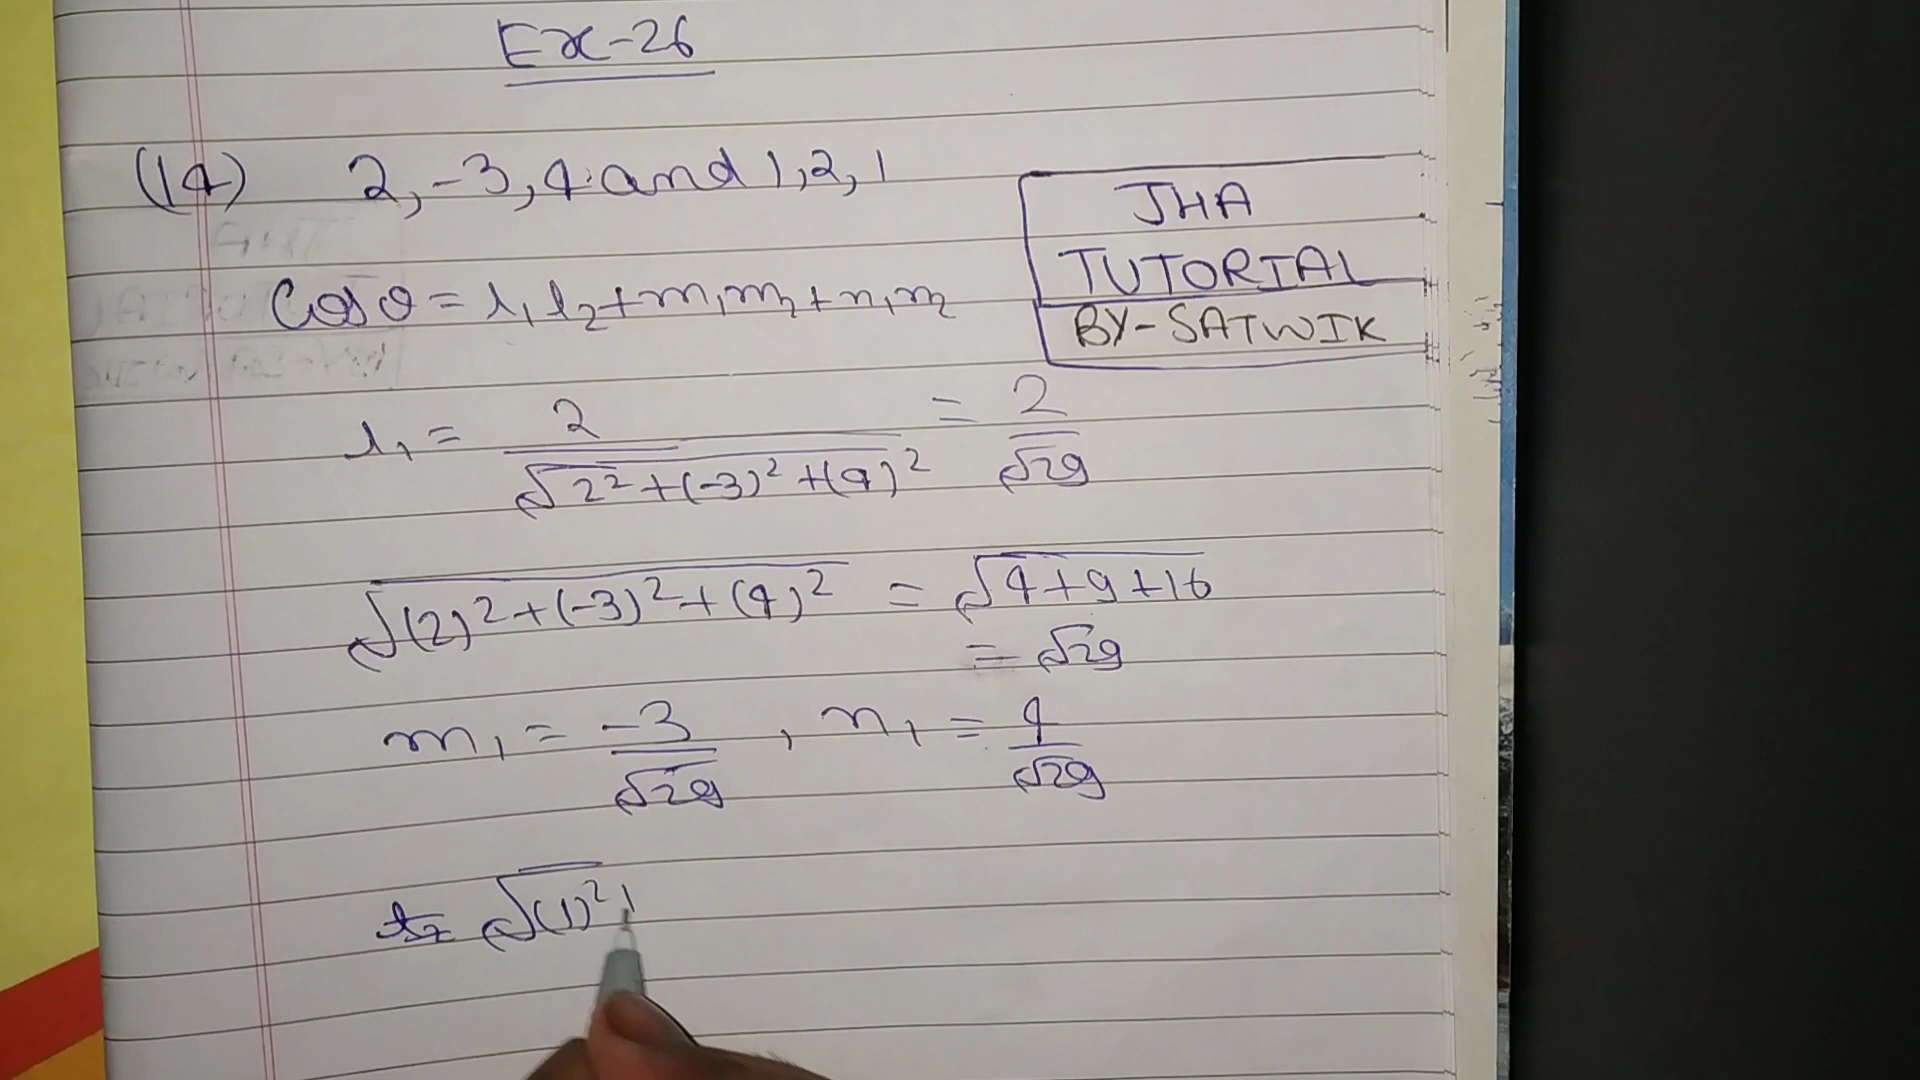 Ex-26
(14) 2, -3, 4 and 1, 2, 1
JHA
TUTORIAL
BY-SATWIK
Cos θ = l₁l₂ + m₁m₂ + n₁n₂
l₁ = 2/√(2² + (-3)² + (4)²) = 2/√29
√((2)² + (-3)² + (4)²) = √(4 + 9 + 16)
= √29
m₁ = -3/√29 , n₁ = 4/√29
√(1)²